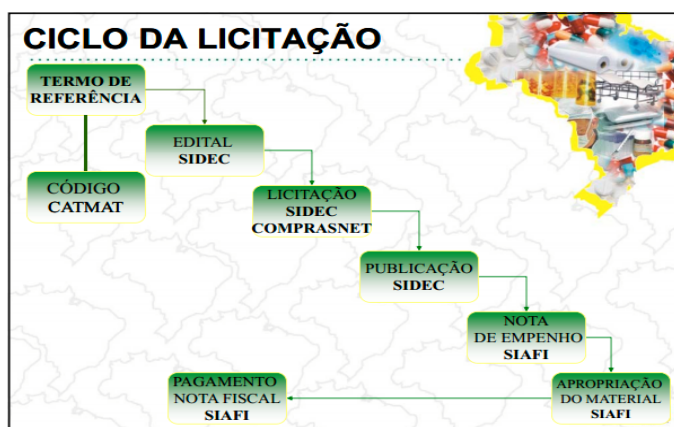 CICLO DA LICITAÇÃO
TERMO DE
REFERÊNCIA
EDITAL
SIDEC
CÓDIGO
CATMAT
LICITAÇÃO
SIDEC
COMPRASNET
PUBLICAÇÃO
SIDEC
NOTA
DE EMPENHO
SIAFI
APROPRIAÇÃO
DO MATERIAL
SIAFI
PAGAMENTO
NOTA FISCAL
SIAFI